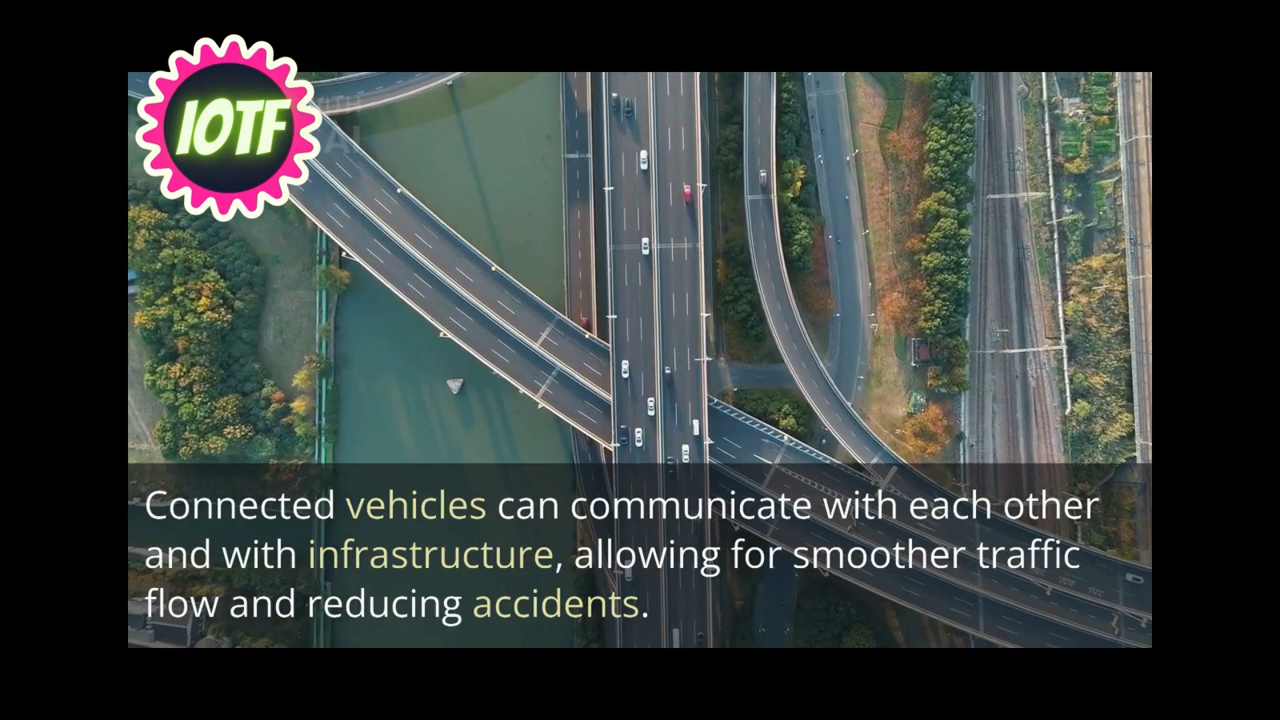 IOTF
Connected vehicles can communicate with each other
and with infrastructure, allowing for smoother traffic
flow and reducing accidents.